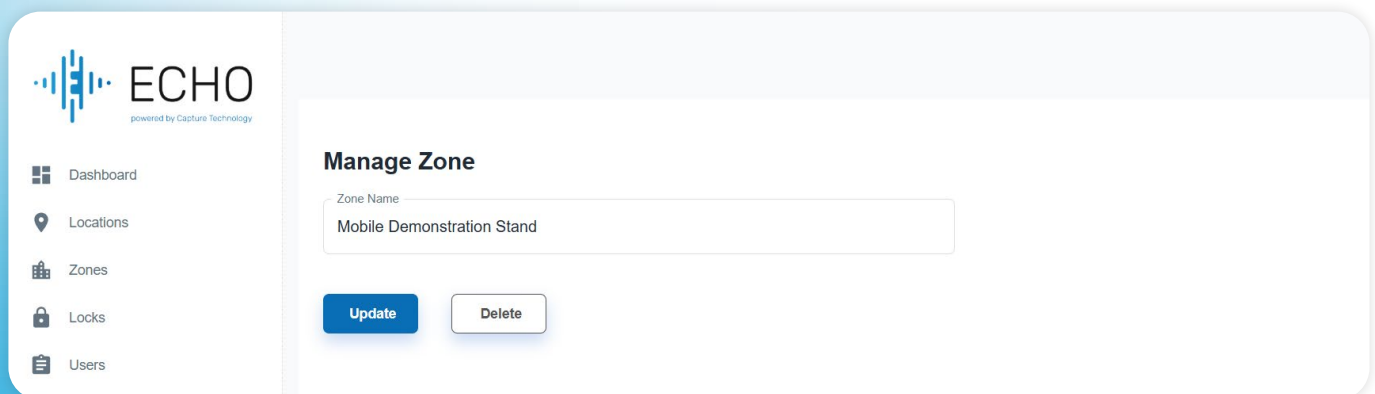 ECHO
powered by Capture Technology
Dashboard
Locations
Zones
Locks
Users
Manage Zone
Zone Name
Mobile Demonstration Stand
Update
Delete